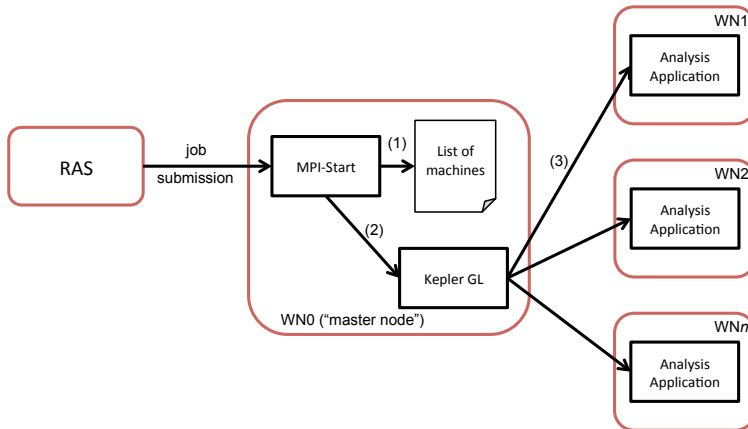 RAS
job
submission
MPI-Start
(1)
List of
machines
(2)
Kepler GL
WN0 (“master node”)
(3)
WN1
Analysis
Application
WN2
Analysis
Application
WNn
Analysis
Application